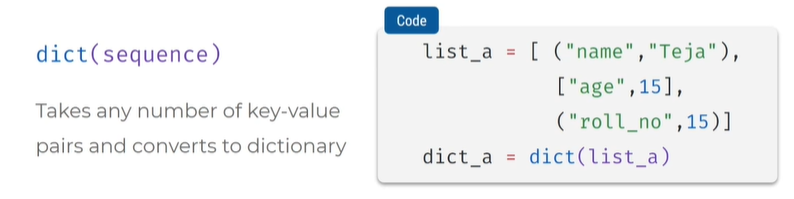 dict(sequence)
Takes any number of key-value
pairs and converts to dictionary
Code
list_a = [ ("name","Teja"),
["age",15],
("roll_no",15)]
dict_a = dict(list_a)